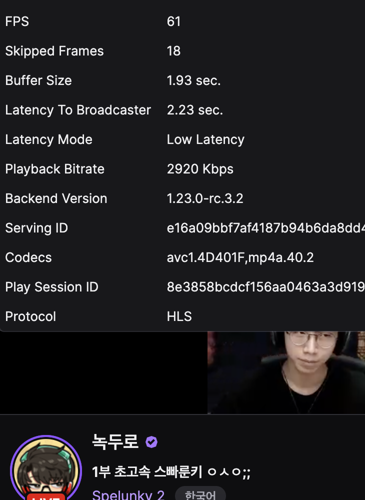 FPS 61
Skipped Frames 18
Buffer Size 1.93 sec.
Latency To Broadcaster 2.23 sec.
Latency Mode Low Latency
Playback Bitrate 2920 Kbps
Backend Version 1.23.0-rc.3.2
Serving ID e16a09bbf7af4187b94b6da8dd4
Codecs avc1.4D401F,mp4a.40.2
Play Session ID 8e3858bcdcf156aa0463a3d919
Protocol HLS
녹두로
1부 초고속 스빠룬키 ㅇㅅㅇ;;
Spelunky 2 한국어